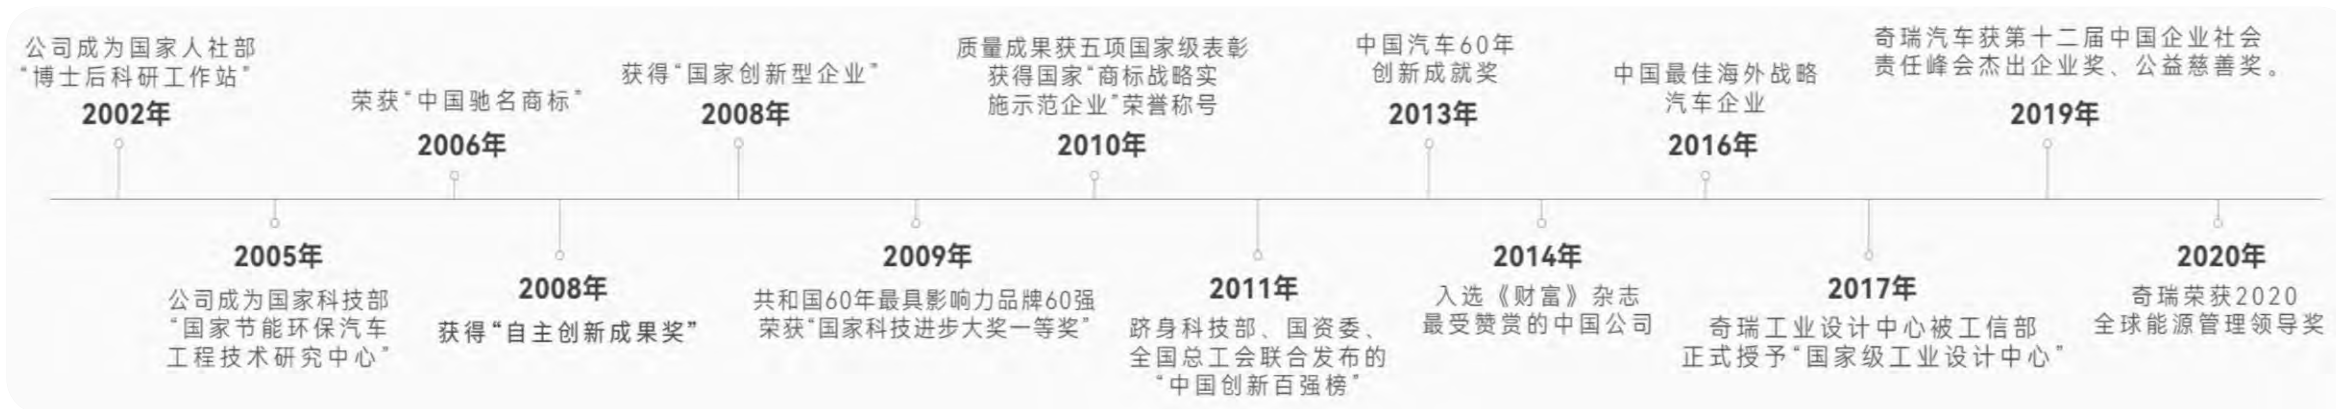 公司成为国家人社部
“博士后科研工作站”
2002年
公司成为国家科技部
“国家节能环保汽车
工程技术研究中心”
2005年
荣获“中国驰名商标”
2006年
2008年
获得“自主创新成果奖”
获得“国家创新型企业”
2008年
2009年
共和国60年最具影响力品牌60强
荣获“国家科技进步大奖一等奖”
质量成果获五项国家级表彰
获得国家“商标战略实
施示范企业”荣誉称号
2010年
2011年
跻身科技部、国资委、
全国总工会联合发布的
“中国创新百强榜”
中国汽车60年
创新成就奖
2013年
2014年
入选《财富》杂志
最受赞赏的中国公司
中国最佳海外战略
汽车企业
2016年
2017年
奇瑞工业设计中心被工信部
正式授予“国家级工业设计中心”
奇瑞汽车获第十二届中国企业社会
责任峰会杰出企业奖、公益慈善奖。
2019年
2020年
奇瑞荣获2020
全球能源管理领导奖